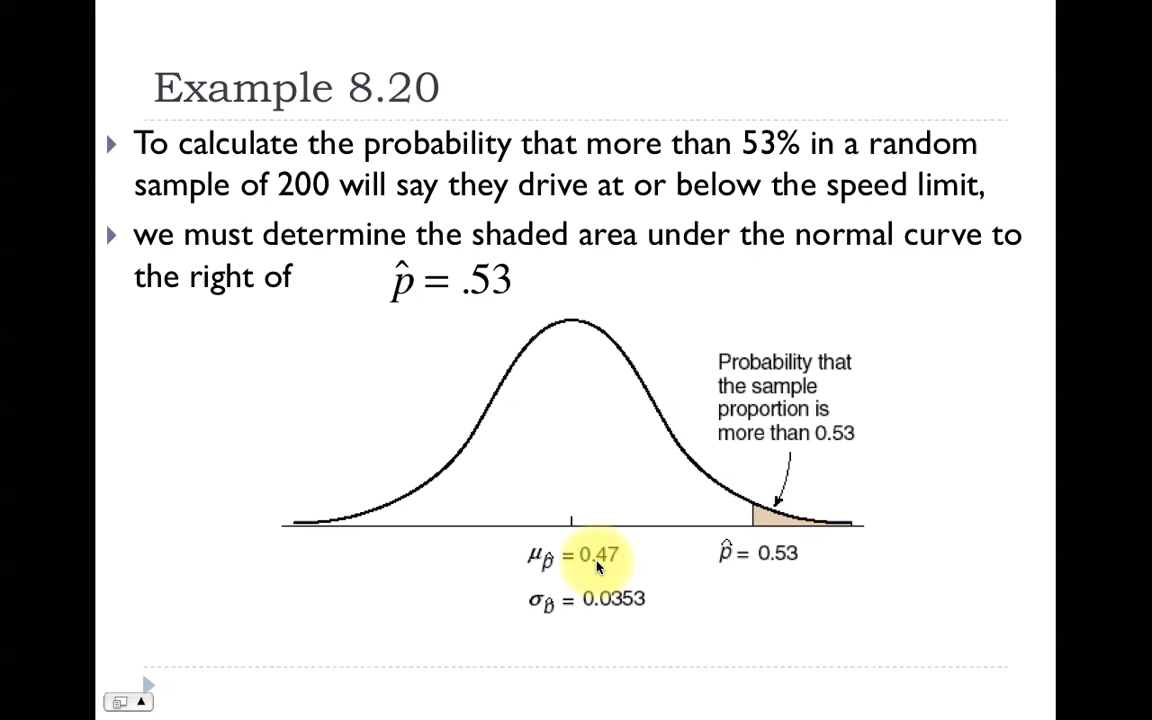 Example 8.20
To calculate the probability that more than 53% in a random
sample of 200 will say they drive at or below the speed limit,
we must determine the shaded area under the normal curve to
the right of p̂ = .53
Probability that
the sample
proportion is
more than 0.53
μp̂ = 0.47
p̂ = 0.53
σp̂ = 0.0353